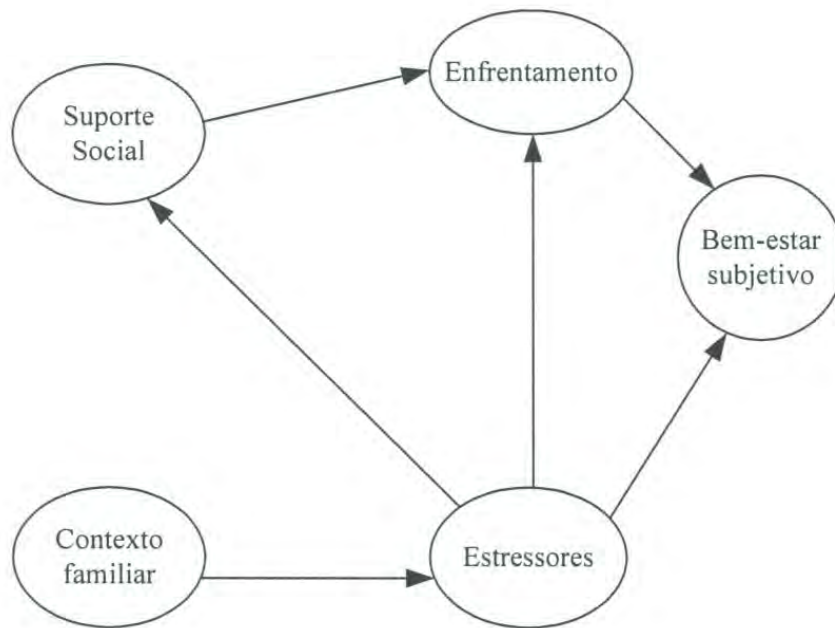 Enfrentamento
Suporte
Social
Bem-estar
subjetivo
Contexto
familiar
Estressores